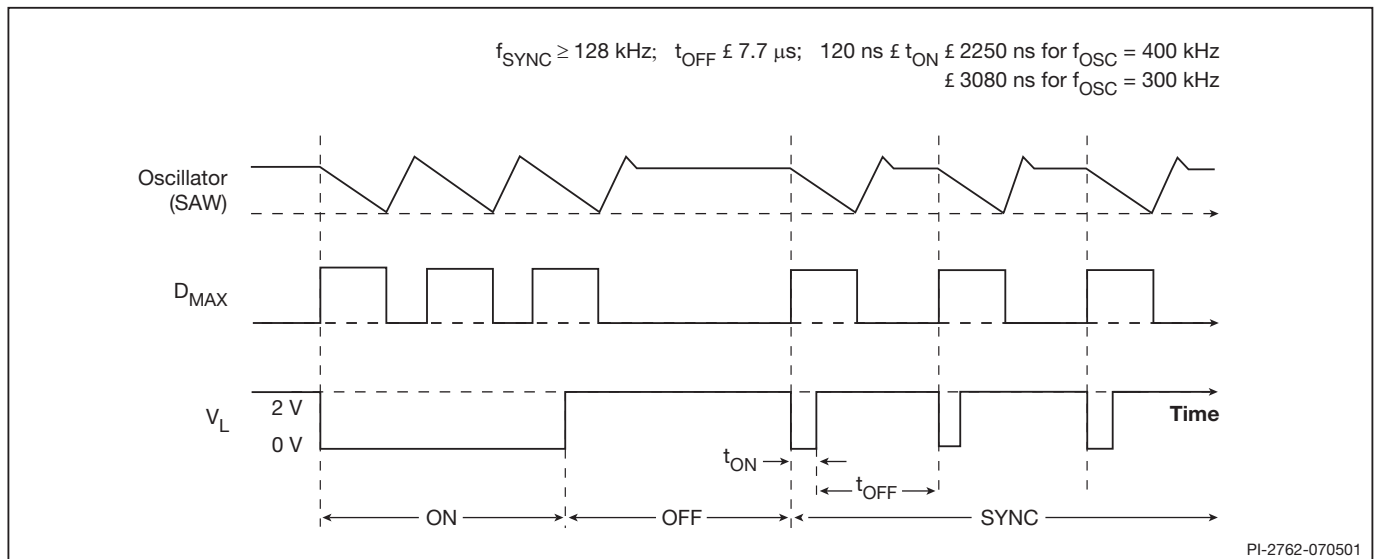 fSYNC ≥ 128 kHz; tOFF £ 7.7 µs; 120 ns £ tON £ 2250 ns for fOSC = 400 kHz
£ 3080 ns for fOSC = 300 kHz
Oscillator
(SAW)
DMAX
VL
2 V
0 V
Time
tON
tOFF
ON
OFF
SYNC
PI-2762-070501